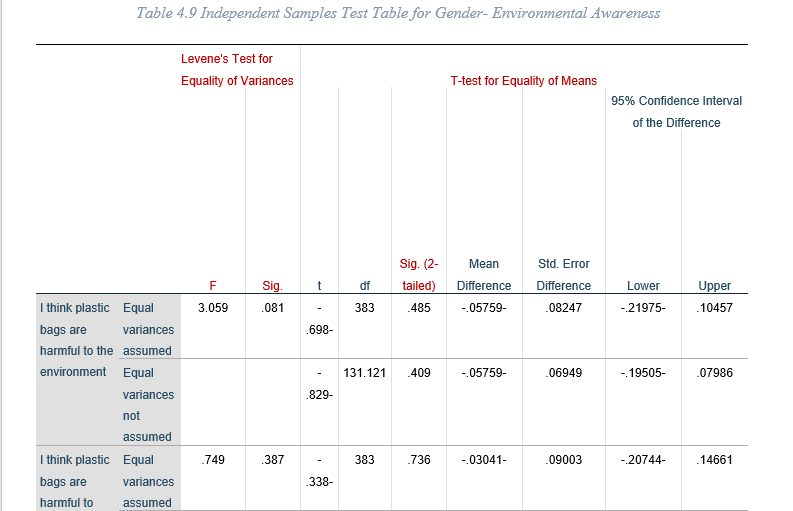 Table 4.9 Independent Samples Test Table for Gender- Environmental Awareness
Levene's Test for
Equality of Variances
T-test for Equality of Means
95% Confidence Interval
of the Difference
Sig. (2- Mean Std. Error
F Sig. t df tailed) Difference Difference Lower Upper
I think plastic Equal 3.059 .081 - 383 .485 -.05759- .08247 -.21975- .10457
bags are variances .698-
harmful to the assumed
environment Equal - 131.121 .409 -.05759- .06949 -.19505- .07986
variances .829-
not
assumed
I think plastic Equal .749 .387 - 383 .736 -.03041- .09003 -.20744- .14661
bags are variances .338-
harmful to assumed